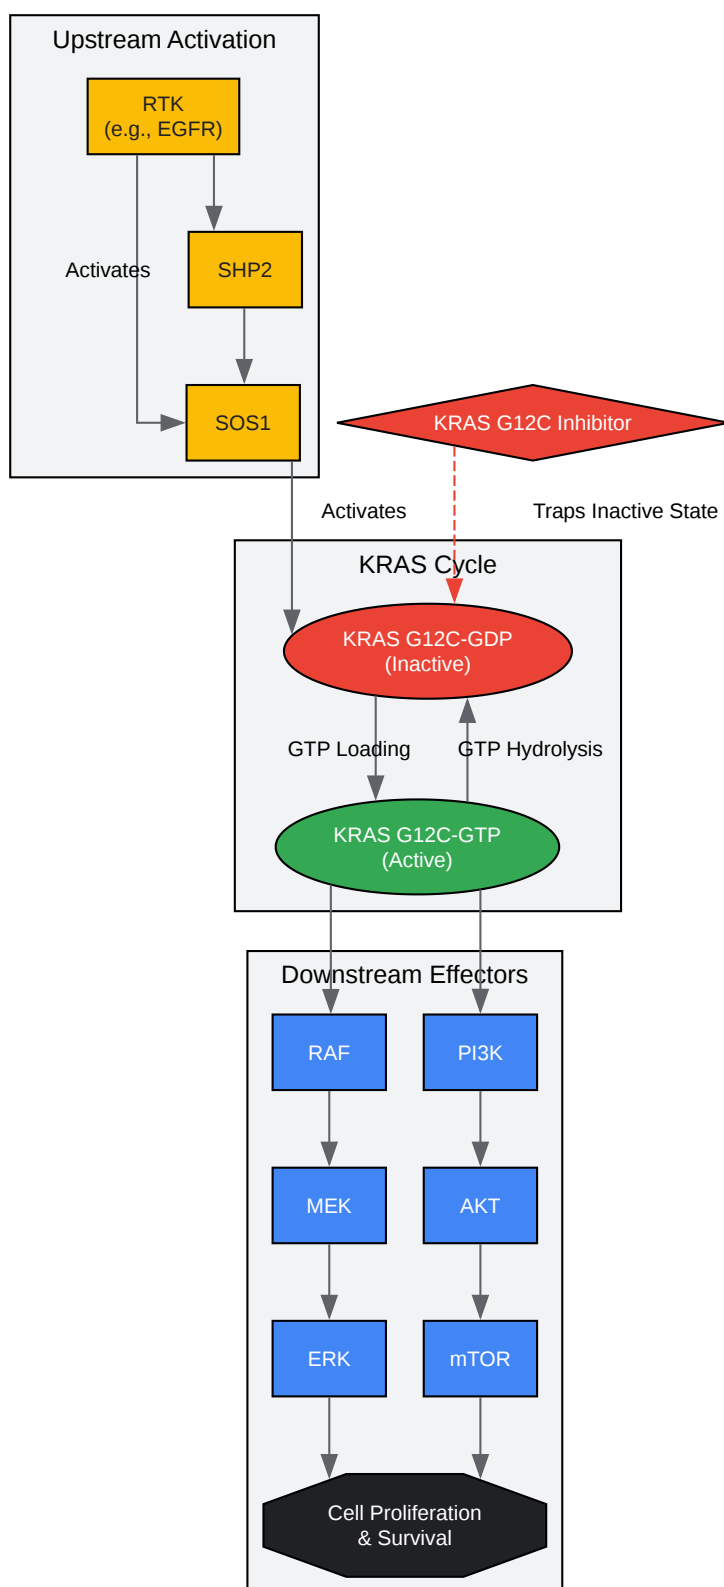 Upstream Activation
RTK
(e.g., EGFR)
Activates
SHP2
SOS1
KRAS G12C Inhibitor
Activates
Traps Inactive State
KRAS Cycle
KRAS G12C-GDP
(Inactive)
GTP Loading
GTP Hydrolysis
KRAS G12C-GTP
(Active)
Downstream Effectors
RAF
PI3K
MEK
AKT
ERK
mTOR
Cell Proliferation
& Survival